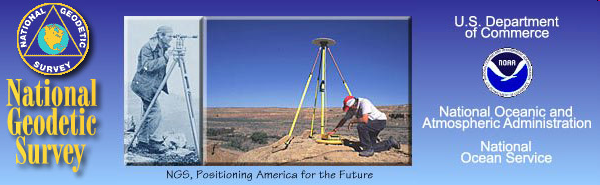 NATIONAL GEODETIC SURVEY
National
Geodetic
Survey
NGS, Positioning America for the Future
U.S. Department
of Commerce
NOAA
National Oceanic and
Atmospheric Administration
National
Ocean Service